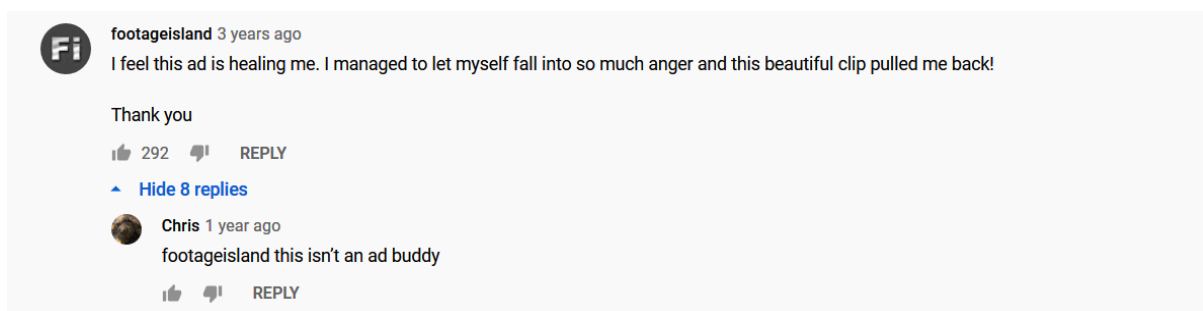 Fi
footageisland 3 years ago
I feel this ad is healing me. I managed to let myself fall into so much anger and this beautiful clip pulled me back!
Thank you
292 REPLY
Hide 8 replies
Chris 1 year ago
footageisland this isn’t an ad buddy
REPLY